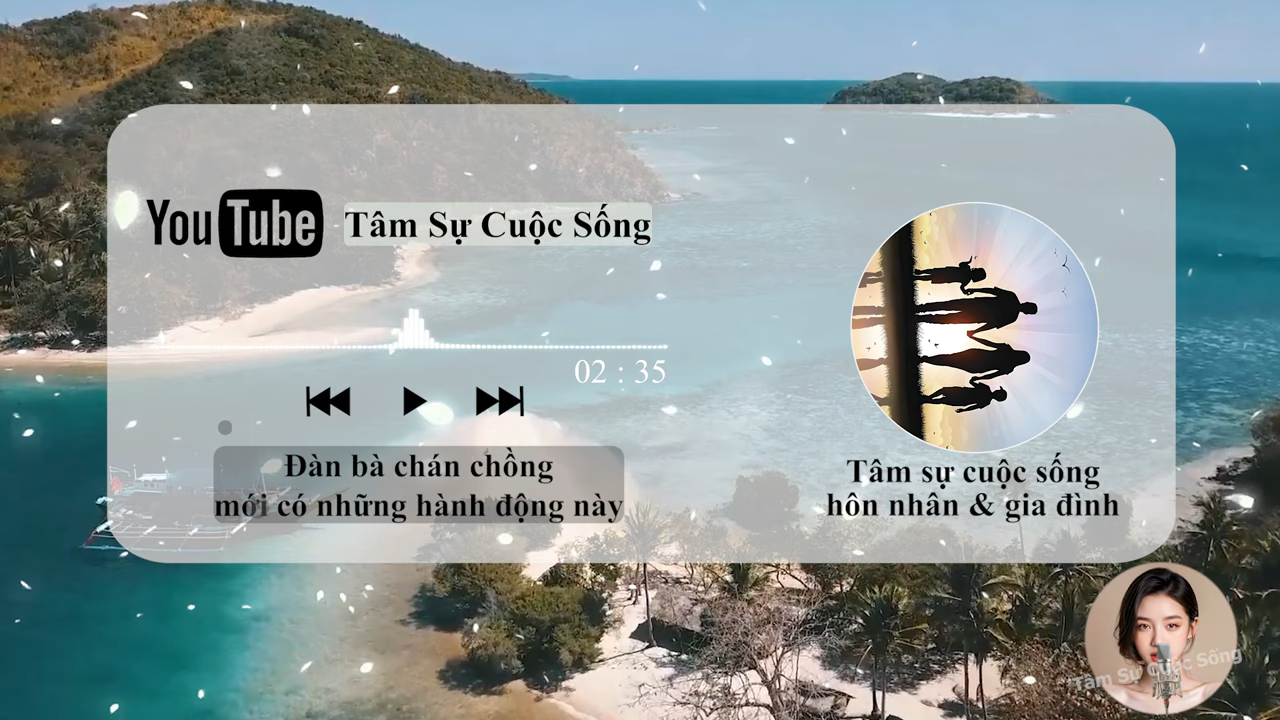 YouTube Tâm Sự Cuộc Sống
02 : 35
Đàn bà chán chồng
mới có những hành động này
Tâm sự cuộc sống
hôn nhân & gia đình
Tâm Sự Cuộc Sống